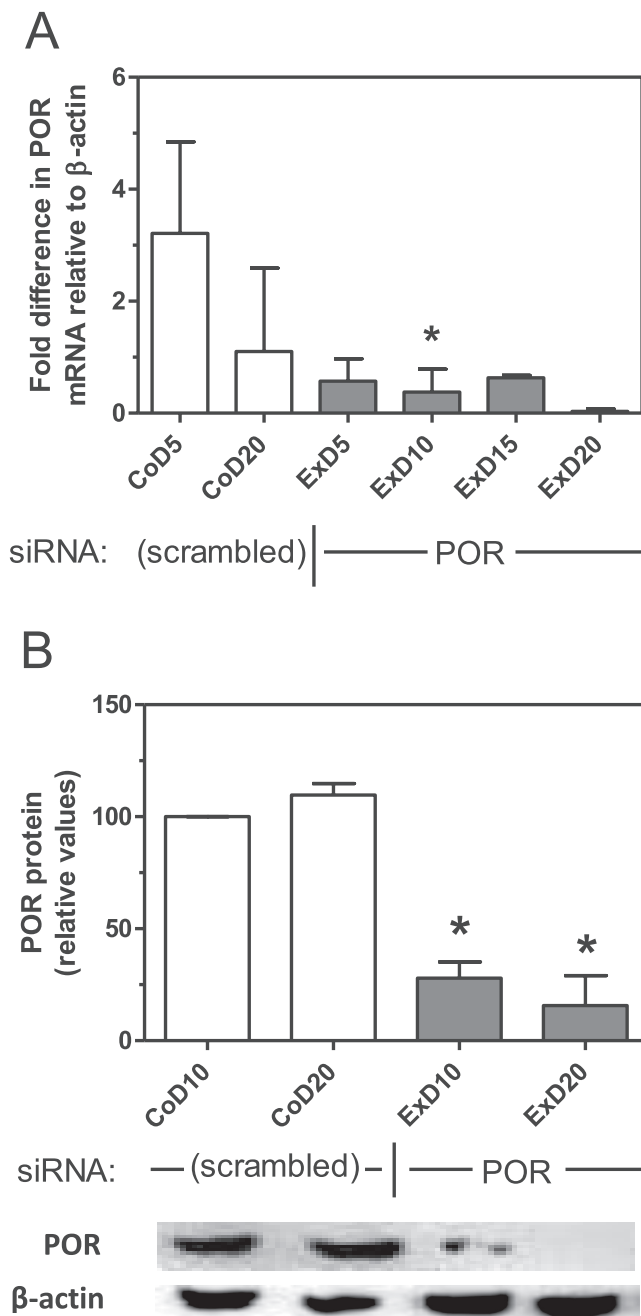 A
Fold difference in POR
mRNA relative to β-actin
6
4
2
0
*
CoD5
CoD20
ExD5
ExD10
ExD15
ExD20
siRNA: (scrambled) POR
B
POR protein
(relative values)
150
100
50
0
*
*
CoD10
CoD20
ExD10
ExD20
siRNA: (scrambled) POR
POR
β-actin